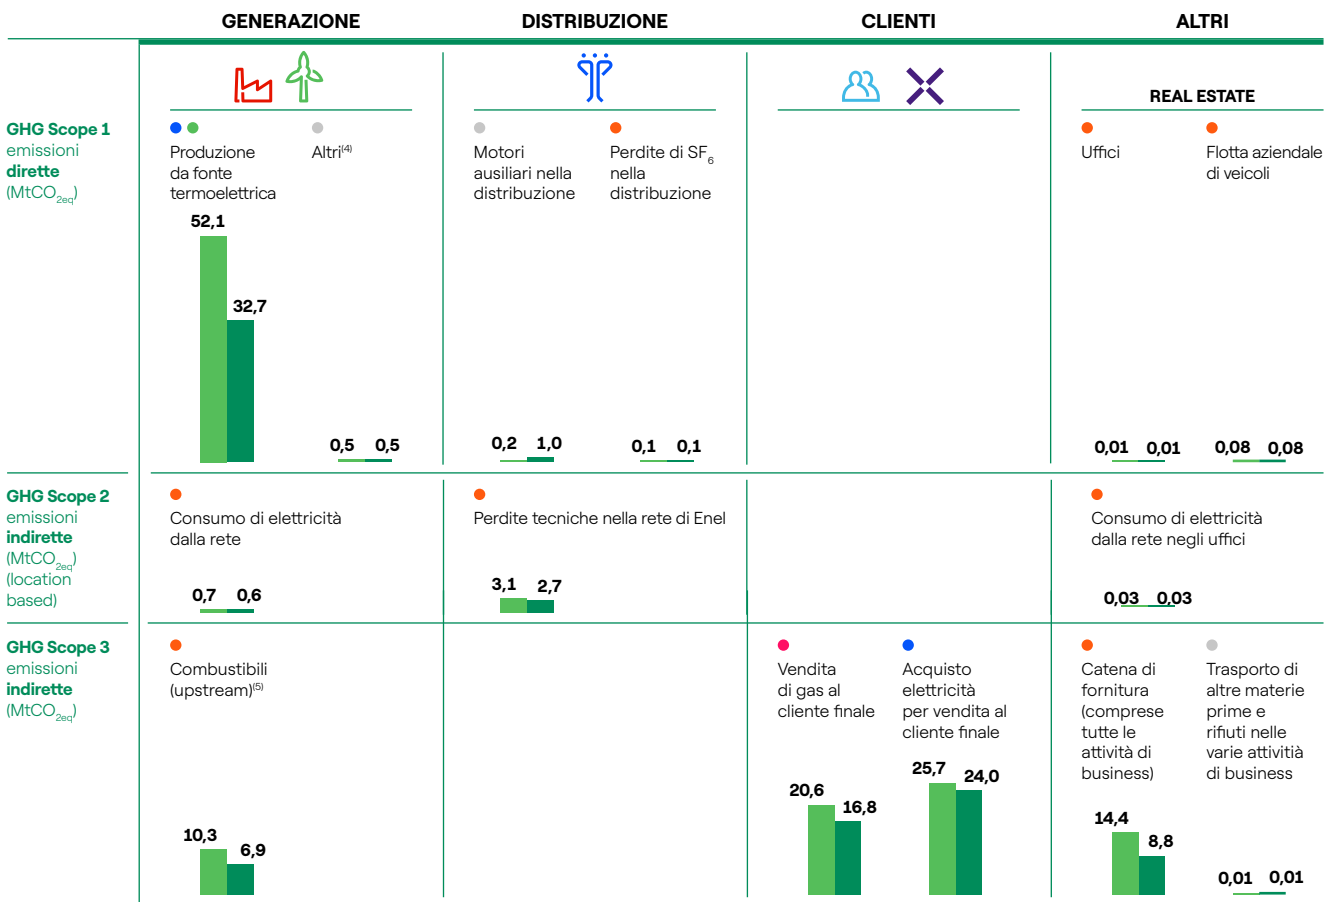 GENERAZIONE
DISTRIBUZIONE
CLIENTI
ALTRI
REAL ESTATE
GHG Scope 1
emissioni
dirette
(MtCO2eq)
Produzione
da fonte
termoelettrica
52,1
32,7
Altri(4)
0,5 0,5
Motori
ausiliari nella
distribuzione
0,2 1,0
Perdite di SF6
nella
distribuzione
0,1 0,1
Uffici
0,01 0,01
Flotta aziendale
di veicoli
0,08 0,08
GHG Scope 2
emissioni
indirette
(MtCO2eq)
(location
based)
Consumo di elettricità
dalla rete
0,7 0,6
Perdite tecniche nella rete di Enel
3,1 2,7
Consumo di elettricità
dalla rete negli uffici
0,03 0,03
GHG Scope 3
emissioni
indirette
(MtCO2eq)
Combustibili
(upstream)(5)
10,3
6,9
Vendita
di gas al
cliente finale
20,6
16,8
Acquisto
elettricità
per vendita al
cliente finale
25,7
24,0
Catena di
fornitura
(comprese
tutte le
attività di
business)
14,4
8,8
Trasporto di
altre materie
prime e
rifiuti nelle
varie attivitià
di business
0,01 0,01